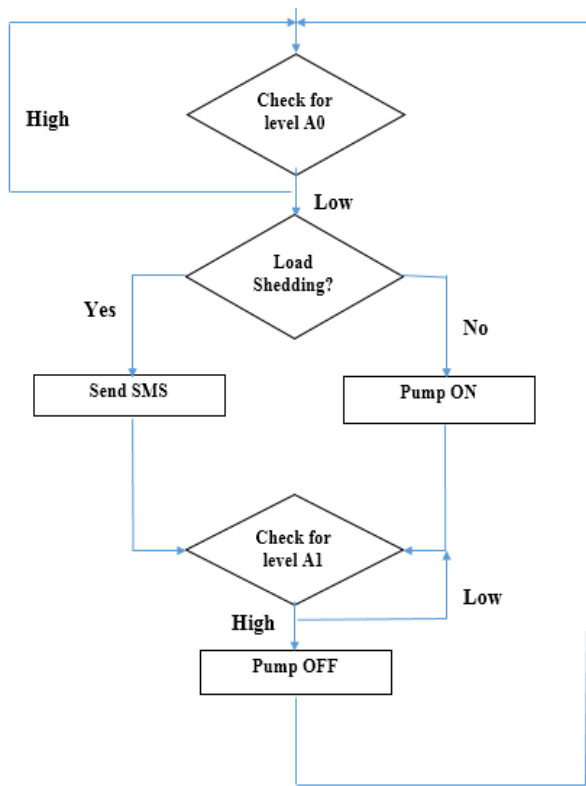 Check for
level A0
High
Low
Load
Shedding?
Yes
No
Send SMS
Pump ON
Check for
level A1
Low
High
Pump OFF